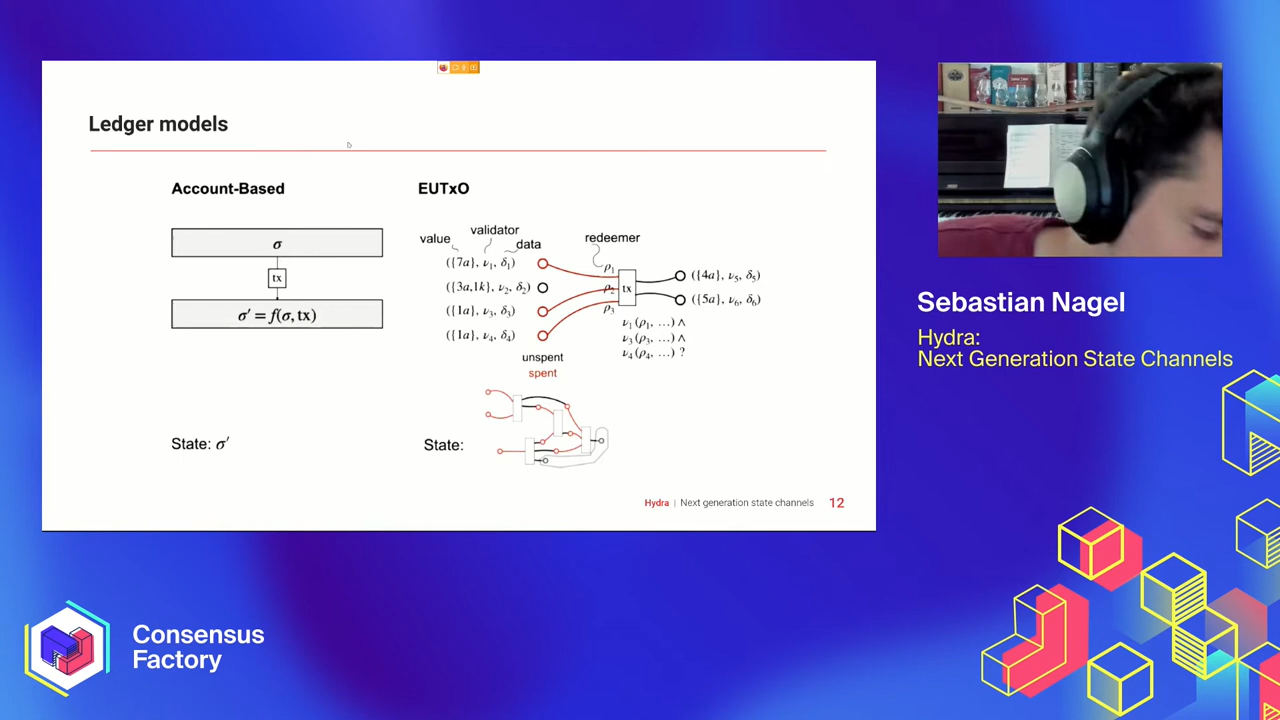 Ledger models
Account-Based
σ
tx
σ′ = f(σ, tx)
State: σ′
EUTxO
value
validator
data
redeemer
({7a}, ν₁, δ₁)
({3a,1k}, ν₂, δ₂)
({1a}, ν₃, δ₃)
({1a}, ν₄, δ₄)
ρ₁
ρ₂
ρ₃
tx
({4a}, ν₅, δ₅)
({5a}, ν₆, δ₆)
ν₁(ρ₁, …) ∧
ν₃(ρ₃, …) ∧
ν₄(ρ₄, …) ?
unspent
spent
State:
Hydra | Next generation state channels 12
Sebastian Nagel
Hydra:
Next Generation State Channels
Consensus
Factory